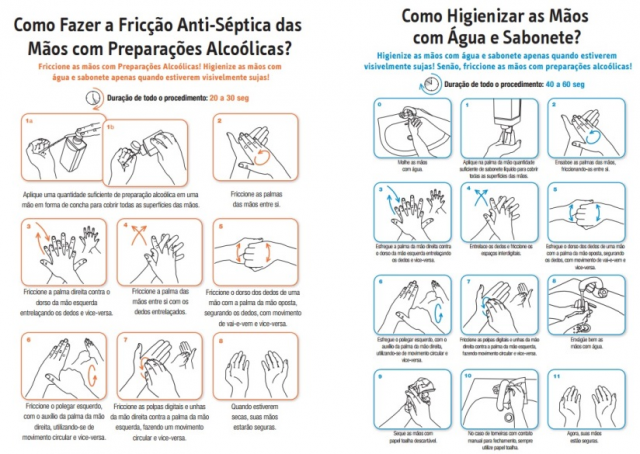 Como Fazer a Fricção Anti-Séptica das
Mãos com Preparações Alcoólicas?
Friccione as mãos com Preparações Alcoólicas! Higienize as mãos com
água e sabonete apenas quando estiverem visivelmente sujas!
Duração de todo o procedimento: 20 a 30 seg
1a
1b
2
Aplique uma quantidade suficiente de preparação alcoólica em uma
mão em forma de concha para cobrir todas as superfícies das mãos.
Friccione as palmas
das mãos entre si.
3
4
5
Friccione a palma direita contra o
dorso da mão esquerda
entrelaçando os dedos e vice-versa.
Friccione a palma das
mãos entre si com os
dedos entrelaçados.
Friccione o dorso dos dedos de uma
mão com a palma da mão oposta,
segurando os dedos, com movimento
de vai-e-vem e vice-versa.
6
7
8
Friccione o polegar esquerdo,
com o auxílio da palma da mão
direita, utilizando-se de
movimento circular e vice-versa.
Friccione as polpas digitais e unhas
da mão direita contra a palma da mão
esquerda, fazendo um movimento
circular e vice-versa.
Quando estiverem
secas, suas mãos
estarão seguras.
Como Higienizar as Mãos
com Água e Sabonete?
Higienize as mãos com água e sabonete apenas quando estiverem
visivelmente sujas! Senão, friccione as mãos com preparações alcoólicas!
Duração de todo o procedimento: 40 a 60 seg
0
1
2
Molhe as mãos
com água.
Aplique na palma da mão quantidade
suficiente de sabonete líquido para cobrir
todas as superfícies das mãos.
Ensaboe as palmas das mãos,
friccionando-as entre si.
3
4
5
Esfregue a palma da mão direita contra
o dorso da mão esquerda entrelaçando
os dedos e vice-versa.
Entrelace os dedos e friccione os
espaços interdigitais.
Esfregue o dorso dos dedos de uma mão
com a palma da mão oposta, segurando
os dedos, com movimento de vai-e-vem e
vice-versa.
6
7
8
Esfregue o polegar esquerdo, com o
auxílio da palma da mão direita,
utilizando-se de movimento circular e
vice-versa.
Friccione as polpas digitais e unhas da mão
direita contra a palma da mão esquerda,
fazendo movimento circular e vice-versa.
Enxágüe bem as
mãos com água.
9
10
11
Seque as mãos com
papel toalha descartável.
No caso de torneiras com contato
manual para fechamento, sempre
utilize papel toalha.
Agora, suas mãos
estão seguras.